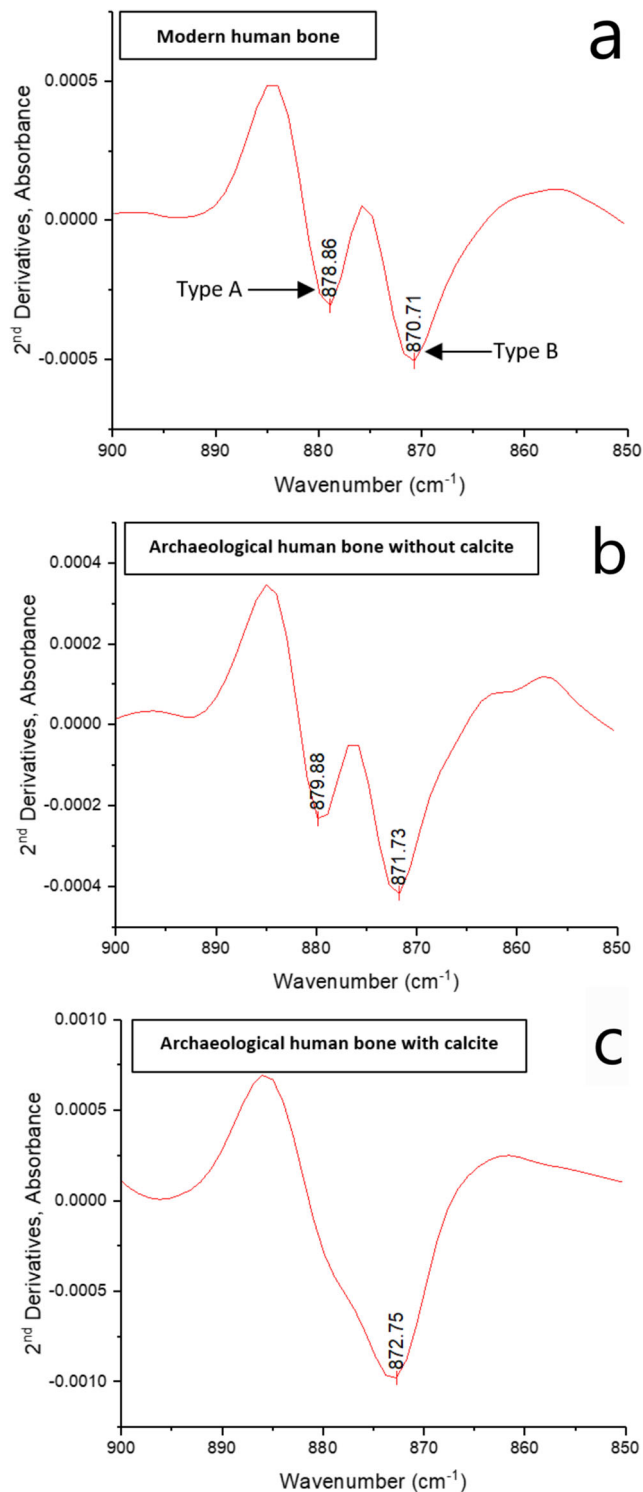 Modern human bone
a
0.0005
0.0000
-0.0005
2nd Derivatives, Absorbance
Type A
878.86
870.71
Type B
900 890 880 870 860 850
Wavenumber (cm-1)
Archaeological human bone without calcite
b
0.0004
0.0002
0.0000
-0.0002
-0.0004
2nd Derivatives, Absorbance
879.88
871.73
900 890 880 870 860 850
Wavenumber (cm-1)
Archaeological human bone with calcite
c
0.0010
0.0005
0.0000
-0.0005
-0.0010
2nd Derivatives, Absorbance
872.75
900 890 880 870 860 850
Wavenumber (cm-1)